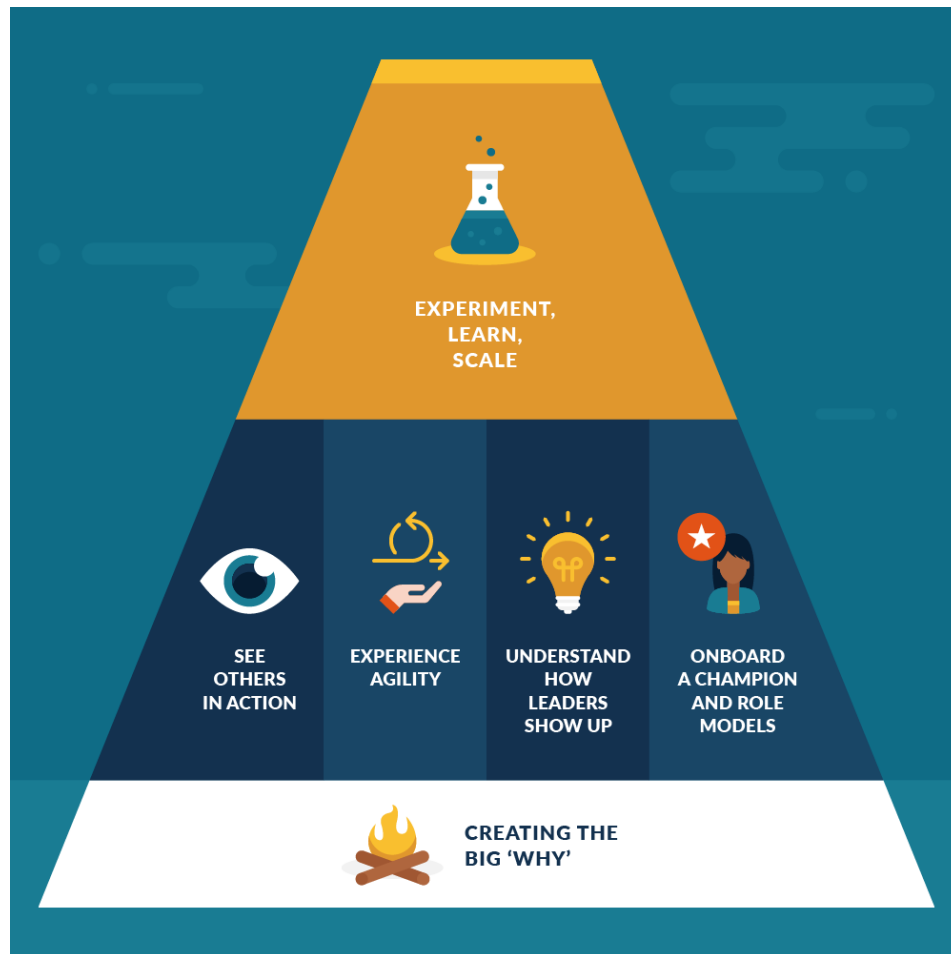 EXPERIMENT,
LEARN,
SCALE
SEE
OTHERS
IN ACTION
EXPERIENCE
AGILITY
UNDERSTAND
HOW
LEADERS
SHOW UP
ONBOARD
A CHAMPION
AND ROLE
MODELS
CREATING THE
BIG ‘WHY’